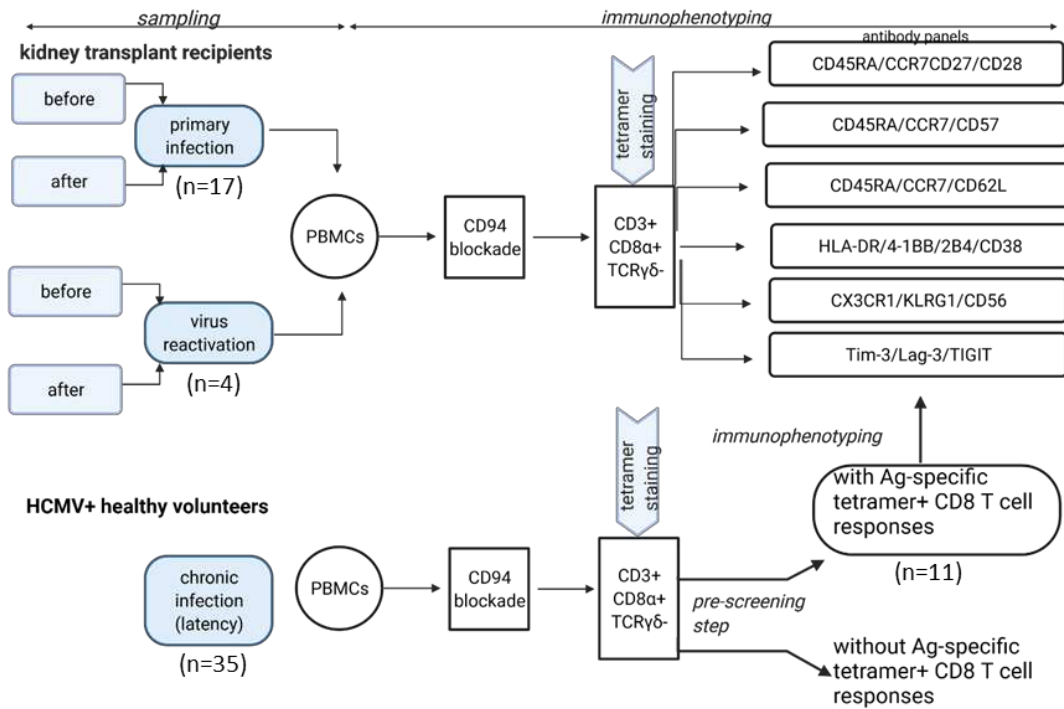 sampling
immunophenotyping
kidney transplant recipients
antibody panels
before
after
primary
infection
(n=17)
before
after
virus
reactivation
(n=4)
PBMCs
CD94
blockade
tetramer
staining
CD3+
CD8α+
TCRγδ-
CD45RA/CCR7CD27/CD28
CD45RA/CCR7/CD57
CD45RA/CCR7/CD62L
HLA-DR/4-1BB/2B4/CD38
CX3CR1/KLRG1/CD56
Tim-3/Lag-3/TIGIT
immunophenotyping
HCMV+ healthy volunteers
chronic
infection
(latency)
(n=35)
PBMCs
CD94
blockade
tetramer
staining
CD3+
CD8α+
TCRγδ-
pre-screening
step
with Ag-specific
tetramer+ CD8 T cell
responses
(n=11)
without Ag-specific
tetramer+ CD8 T cell
responses